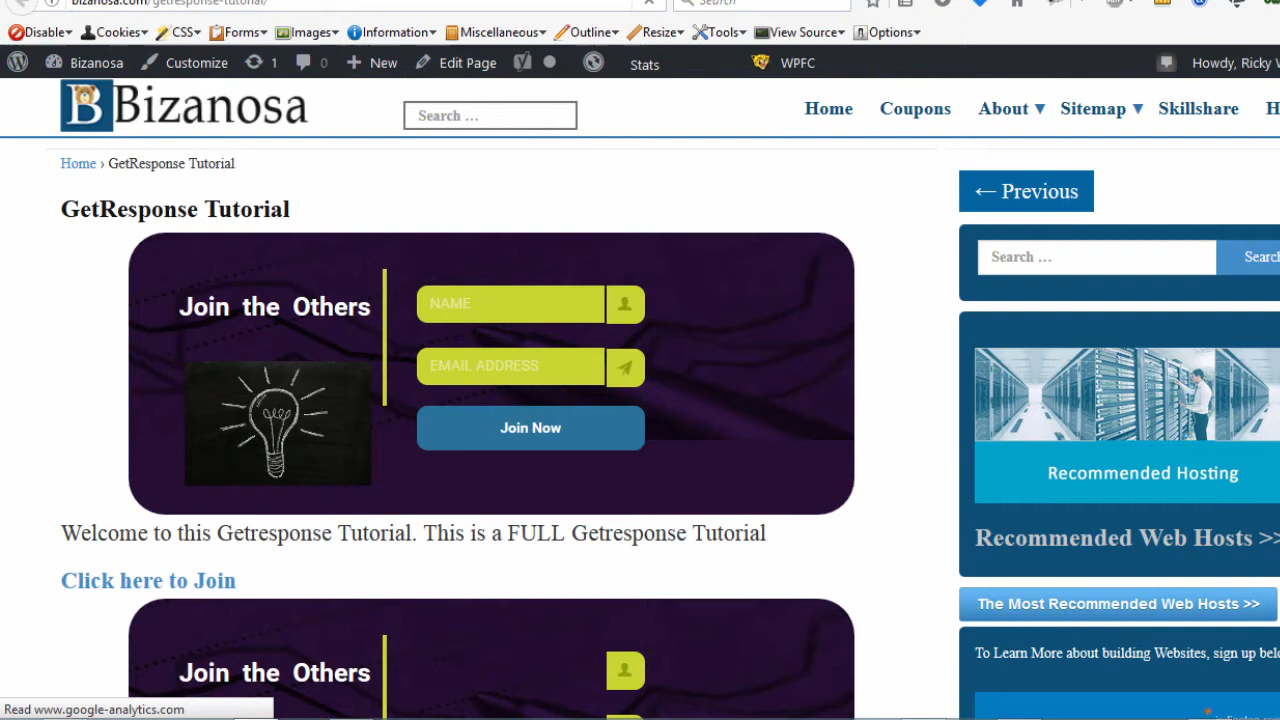 bizanosa.com/getresponse-tutorial/
Search
Disable Cookies CSS Forms Images Information Miscellaneous Outline Resize Tools View Source Options
Bizanosa Customize 1 0 New Edit Page Stats WPFC Howdy, Ricky W
B Bizanosa
Search …
Home Coupons About Sitemap Skillshare H
Home › GetResponse Tutorial
← Previous
GetResponse Tutorial
Search … Search
Join the Others
NAME
EMAIL ADDRESS
Join Now
Recommended Hosting
Welcome to this Getresponse Tutorial. This is a FULL Getresponse Tutorial
Recommended Web Hosts >>
Click here to Join
The Most Recommended Web Hosts >>
To Learn More about building Websites, sign up belo
Join the Others
Read www.google-analytics.com